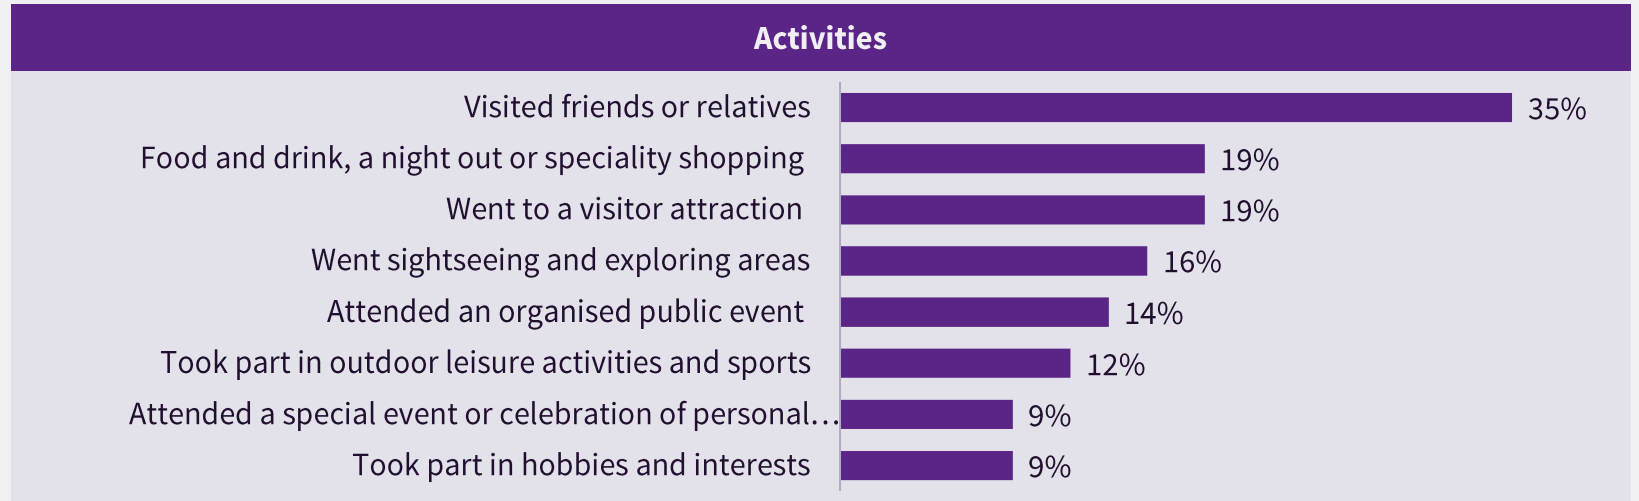 Activities
Visited friends or relatives 35%
Food and drink, a night out or speciality shopping 19%
Went to a visitor attraction 19%
Went sightseeing and exploring areas 16%
Attended an organised public event 14%
Took part in outdoor leisure activities and sports 12%
Attended a special event or celebration of personal… 9%
Took part in hobbies and interests 9%